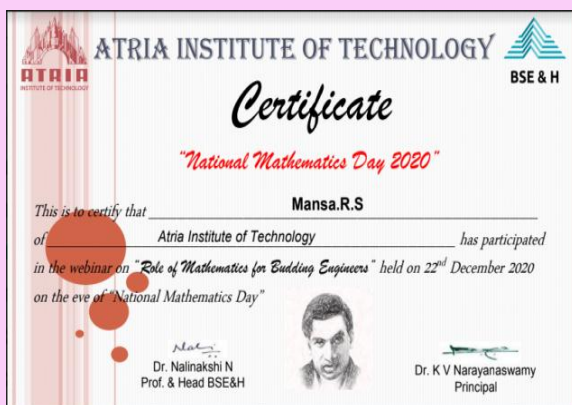 ATRIA
INSTITUTE OF TECHNOLOGY
ATRIA INSTITUTE OF TECHNOLOGY
BSE & H
Certificate
"National Mathematics Day 2020"
This is to certify that Mansa.R.S
of Atria Institute of Technology has participated
in the webinar on "Role of Mathematics for Budding Engineers" held on 22nd December 2020
on the eve of "National Mathematics Day"
Dr. Nalinakshi N
Prof. & Head BSE&H
Dr. K V Narayanaswamy
Principal